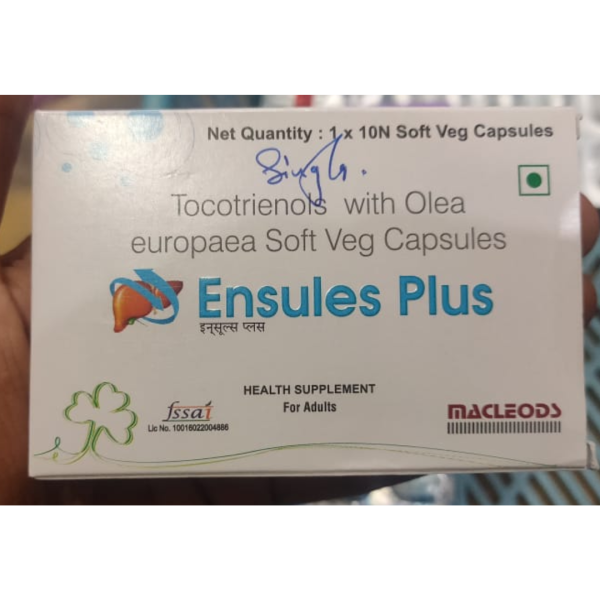 Net Quantity : 1 x 10N Soft Veg Capsules
Singh.
Tocotrienols with Olea
europaea Soft Veg Capsules
Ensules Plus
इन्सूल्स प्लस
HEALTH SUPPLEMENT
For Adults
fssai
Lic No. 10016022004886
MACLEODS